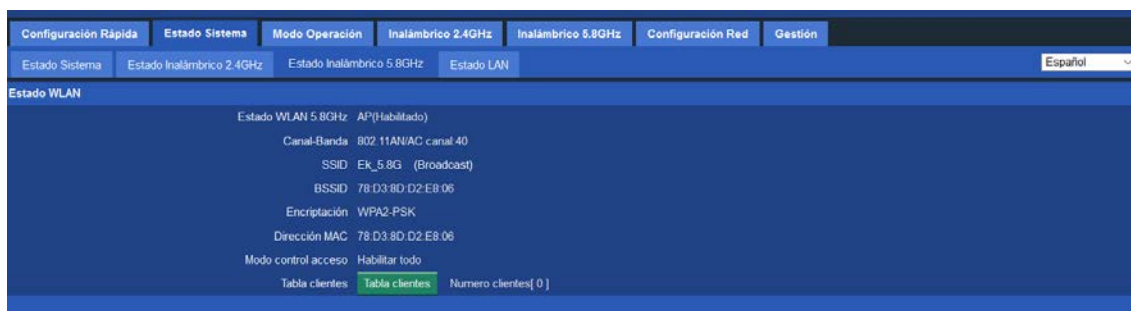 Configuración Rápida Estado Sistema Modo Operación Inalámbrico 2.4GHz Inalámbrico 5.8GHz Configuración Red Gestión
Estado Sistema Estado Inalámbrico 2.4GHz Estado Inalámbrico 5.8GHz Estado LAN Español
Estado WLAN
Estado WLAN 5.8GHz AP(Habilitado)
Canal-Banda 802.11AN/AC canal:40
SSID Ek_5.8G (Broadcast)
BSSID 78:D3:8D:D2:E8:06
Encriptación WPA2-PSK
Dirección MAC 78:D3:8D:D2:E8:06
Modo control acceso Habilitar todo
Tabla clientes Tabla clientes Numero clientes[ 0 ]